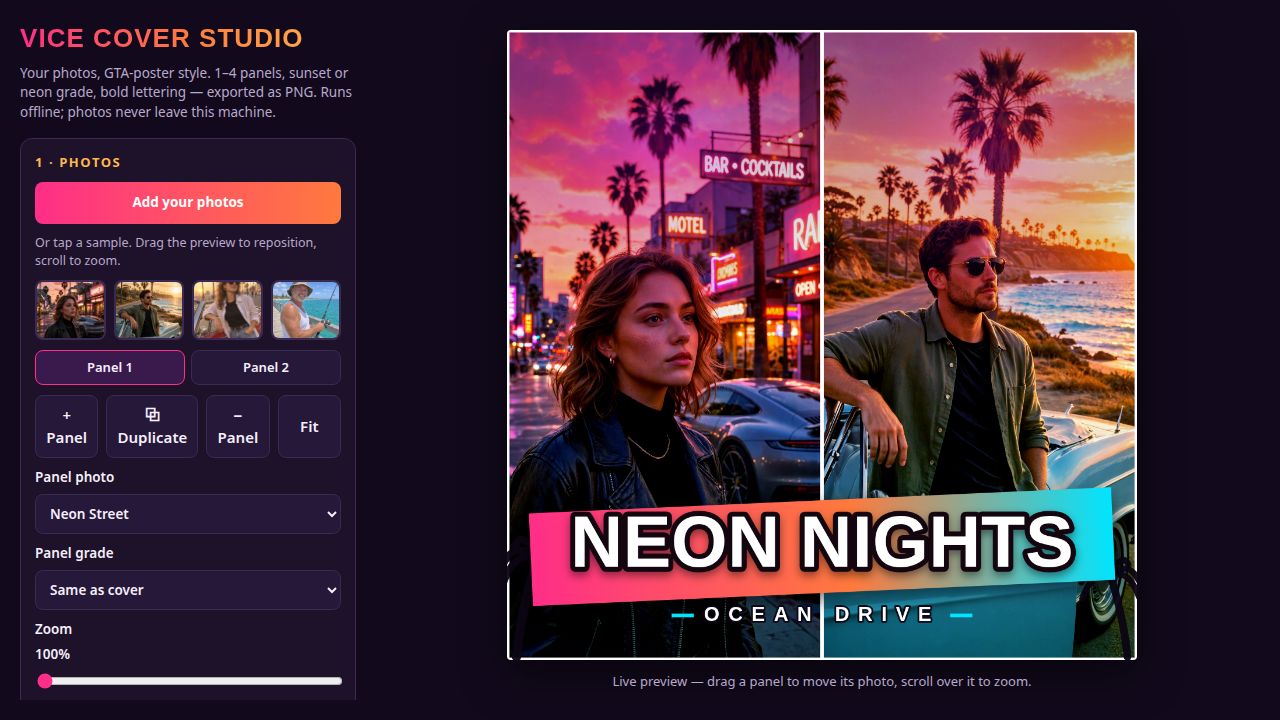 VICE COVER STUDIO
Your photos, GTA-poster style. 1–4 panels, sunset or
neon grade, bold lettering — exported as PNG. Runs
offline; photos never leave this machine.
1 · PHOTOS
Add your photos
Or tap a sample. Drag the preview to reposition,
scroll to zoom.
Panel 1
Panel 2
+
Panel
Duplicate
−
Panel
Fit
Panel photo
Neon Street
Panel grade
Same as cover
Zoom
100%
BAR • COCKTAILS
MOTEL
OPEN
NEON NIGHTS
OCEAN DRIVE
Live preview — drag a panel to move its photo, scroll over it to zoom.